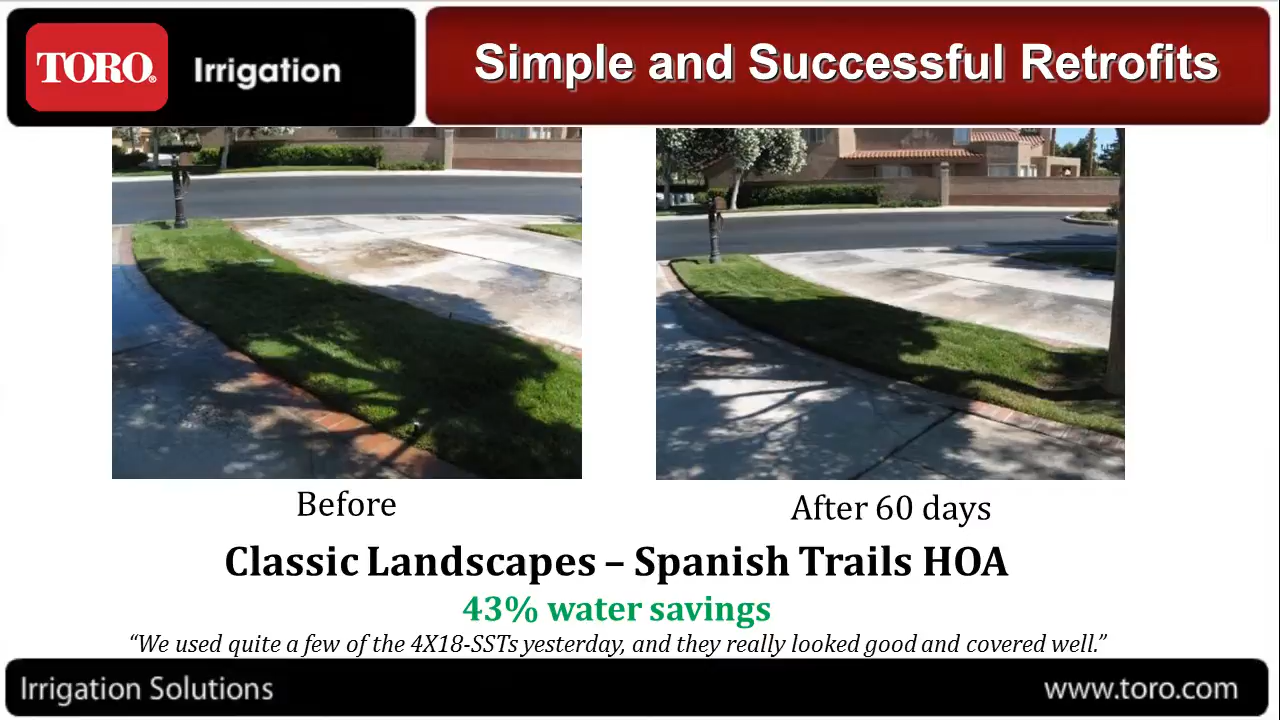 TORO® Irrigation
Simple and Successful Retrofits
Before
After 60 days
Classic Landscapes – Spanish Trails HOA
43% water savings
“We used quite a few of the 4X18-SSTs yesterday, and they really looked good and covered well.”
Irrigation Solutions
www.toro.com